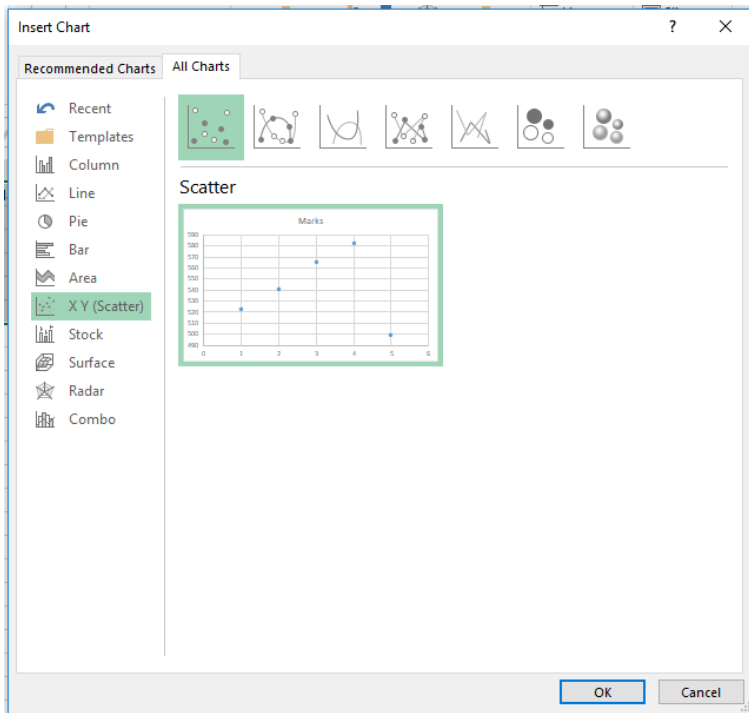 Insert Chart
?
Recommended Charts
All Charts
Recent
Templates
Column
Line
Pie
Bar
Area
X Y (Scatter)
Stock
Surface
Radar
Combo
Scatter
Marks
590
580
570
560
550
540
530
520
510
500
490
0 1 2 3 4 5 6
OK
Cancel